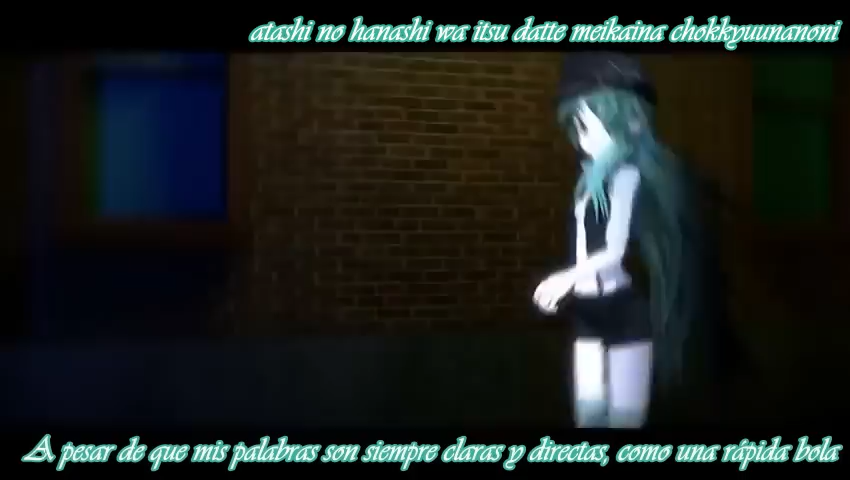 atashi no hanashi wa itsu datte meikaina chokkyuunanoni
A pesar de que mis palabras son siempre claras y directas, como una rápida bola